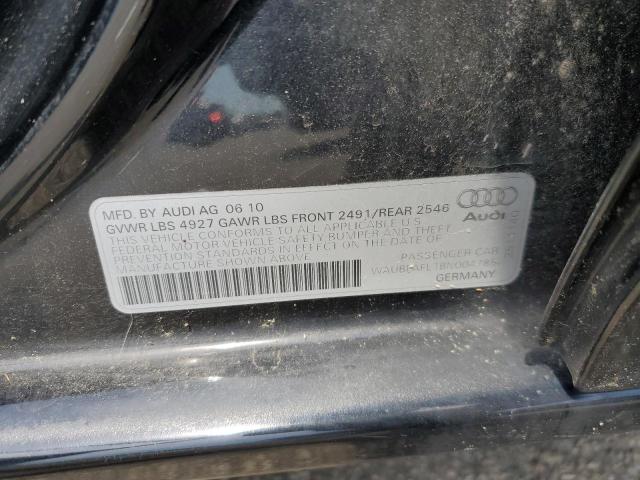 MFD. BY AUDI AG 06 10
GVWR LBS 4927 GAWR LBS FRONT 2491/REAR 2546
THIS VEHICLE CONFORMS TO ALL APPLICABLE U.S.
FEDERAL MOTOR VEHICLE SAFETY BUMPER AND THEFT
PREVENTION STANDARDS IN EFFECT ON THE DATE OF
MANUFACTURE SHOWN ABOVE.
Audi
PASSENGER CAR
GERMANY